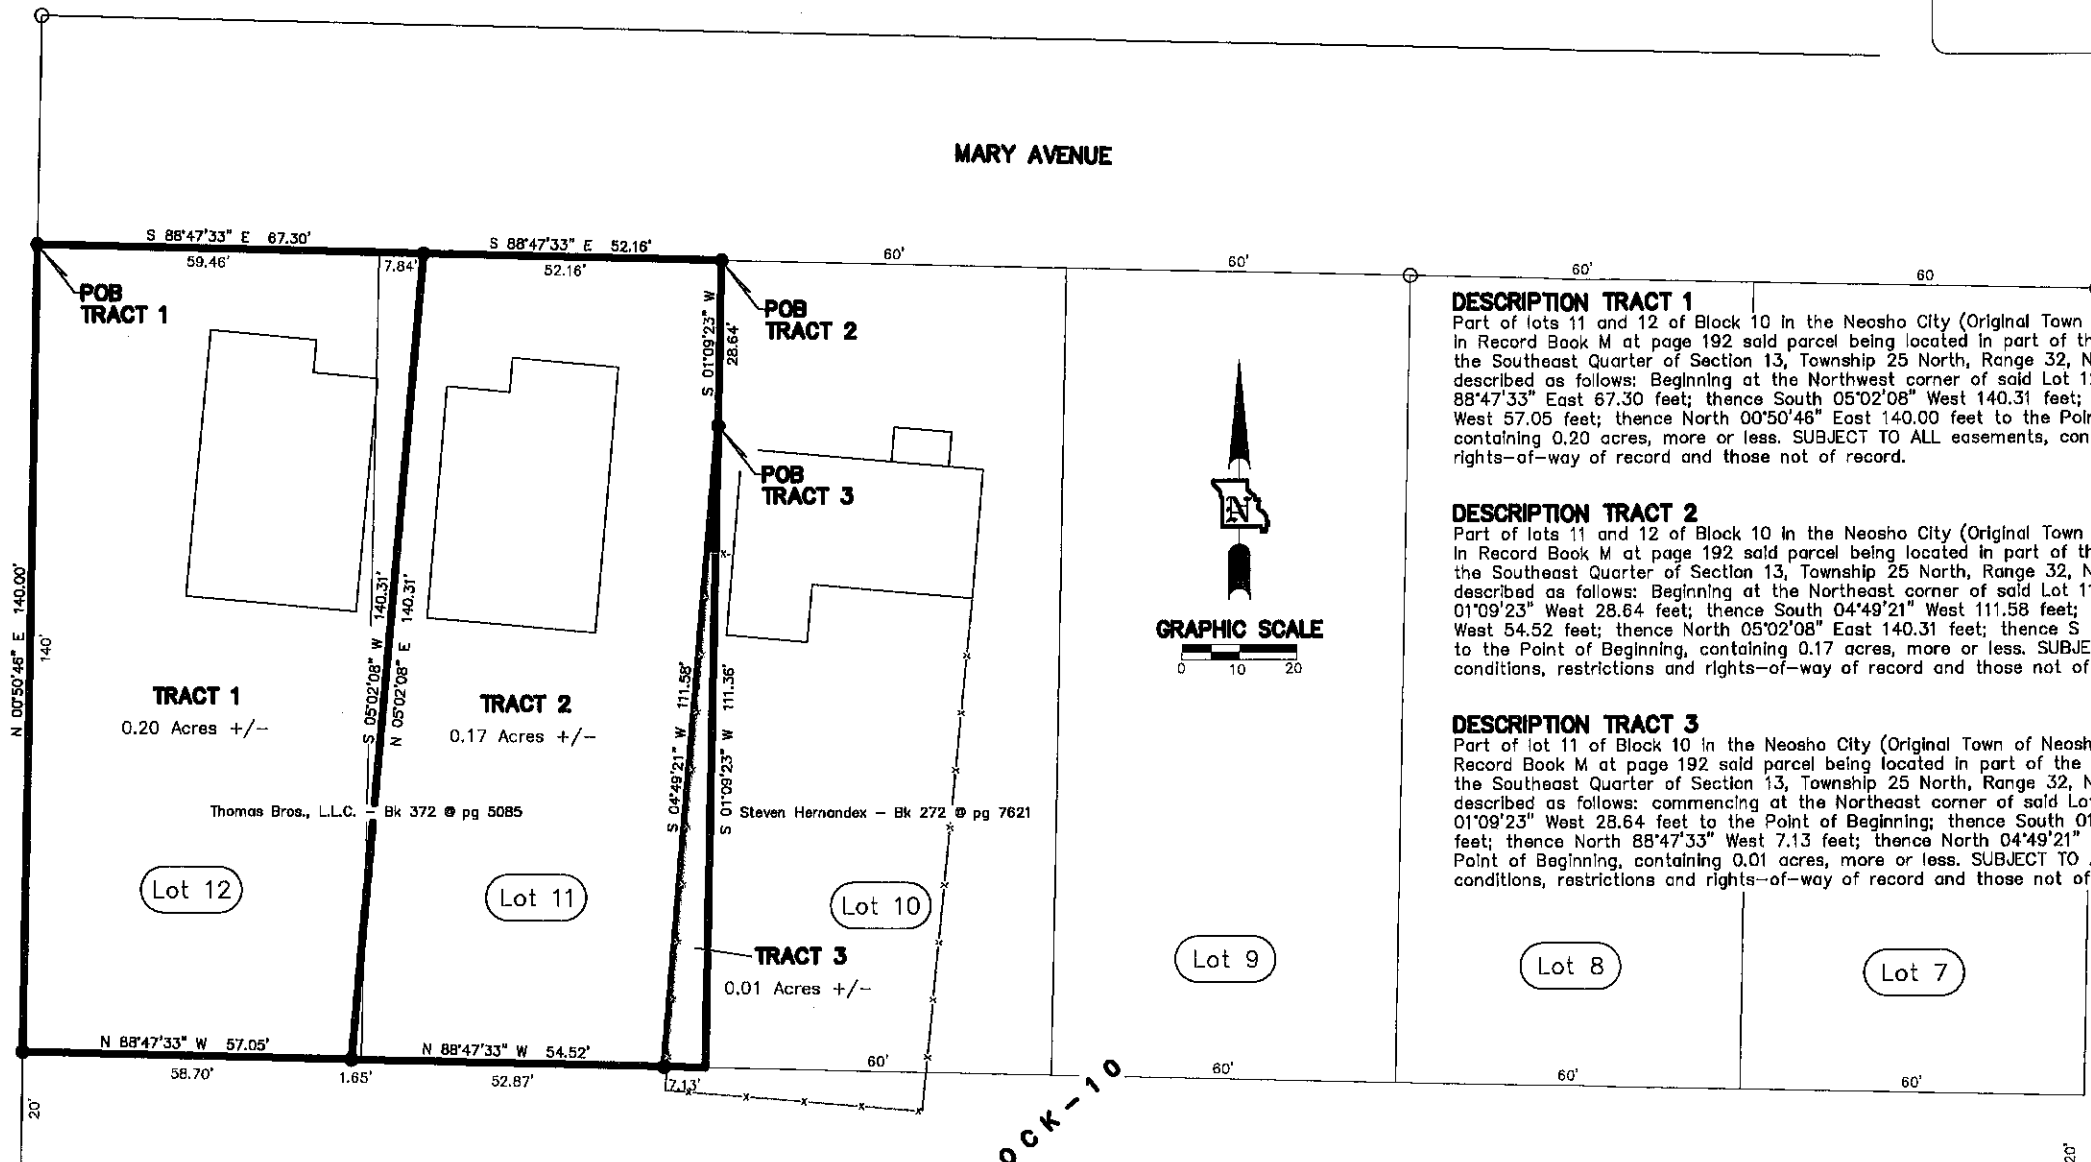 MARY AVENUE
S 88°47'33" E 67.30'
59.46'
7.84'
S 88°47'33" E 52.16'
52.16'
60'
60'
60'
60
POB
TRACT 1
POB
TRACT 2
POB
TRACT 3
S 01°09'23" W
28.64'
N 00°50'46" E 140.00'
140'
S 05°02'08" W 140.31'
N 05°02'08" E 140.31'
S 04°49'21" W 111.58'
S 01°09'23" W 111.36'
TRACT 1
0.20 Acres +/-
TRACT 2
0.17 Acres +/-
Thomas Bros., L.L.C. - Bk 372 @ pg 5085
Steven Hernandex - Bk 272 @ pg 7621
Lot 12
Lot 11
Lot 10
Lot 9
Lot 8
Lot 7
TRACT 3
0.01 Acres +/-
N 88°47'33" W 57.05'
58.70'
1.65'
N 88°47'33" W 54.52'
52.87'
7.13'
60'
60'
60'
60'
20'
20'
OCK-10
N
GRAPHIC SCALE
0 10 20
DESCRIPTION TRACT 1
Part of lots 11 and 12 of Block 10 in the Neosho City (Original Town
in Record Book M at page 192 said parcel being located in part of th
the Southeast Quarter of Section 13, Township 25 North, Range 32, N
described as follows: Beginning at the Northwest corner of said Lot 1
88°47'33" East 67.30 feet; thence South 05°02'08" West 140.31 feet;
West 57.05 feet; thence North 00°50'46" East 140.00 feet to the Poin
containing 0.20 acres, more or less. SUBJECT TO ALL easements, con
rights-of-way of record and those not of record.
DESCRIPTION TRACT 2
Part of lots 11 and 12 of Block 10 in the Neosho City (Original Town
In Record Book M at page 192 said parcel being located in part of th
the Southeast Quarter of Section 13, Township 25 North, Range 32, N
described as follows: Beginning at the Northeast corner of said Lot 1
01°09'23" West 28.64 feet; thence South 04°49'21" West 111.58 feet;
West 54.52 feet; thence North 05°02'08" East 140.31 feet; thence S
to the Point of Beginning, containing 0.17 acres, more or less. SUBJE
conditions, restrictions and rights-of-way of record and those not of
DESCRIPTION TRACT 3
Part of lot 11 of Block 10 in the Neosho City (Original Town of Neosh
Record Book M at page 192 said parcel being located in part of the
the Southeast Quarter of Section 13, Township 25 North, Range 32, N
described as follows: commencing at the Northeast corner of said Lo
01°09'23" West 28.64 feet to the Point of Beginning; thence South 01
feet; thence North 88°47'33" West 7.13 feet; thence North 04°49'21"
Point of Beginning, containing 0.01 acres, more or less. SUBJECT TO
conditions, restrictions and rights-of-way of record and those not of